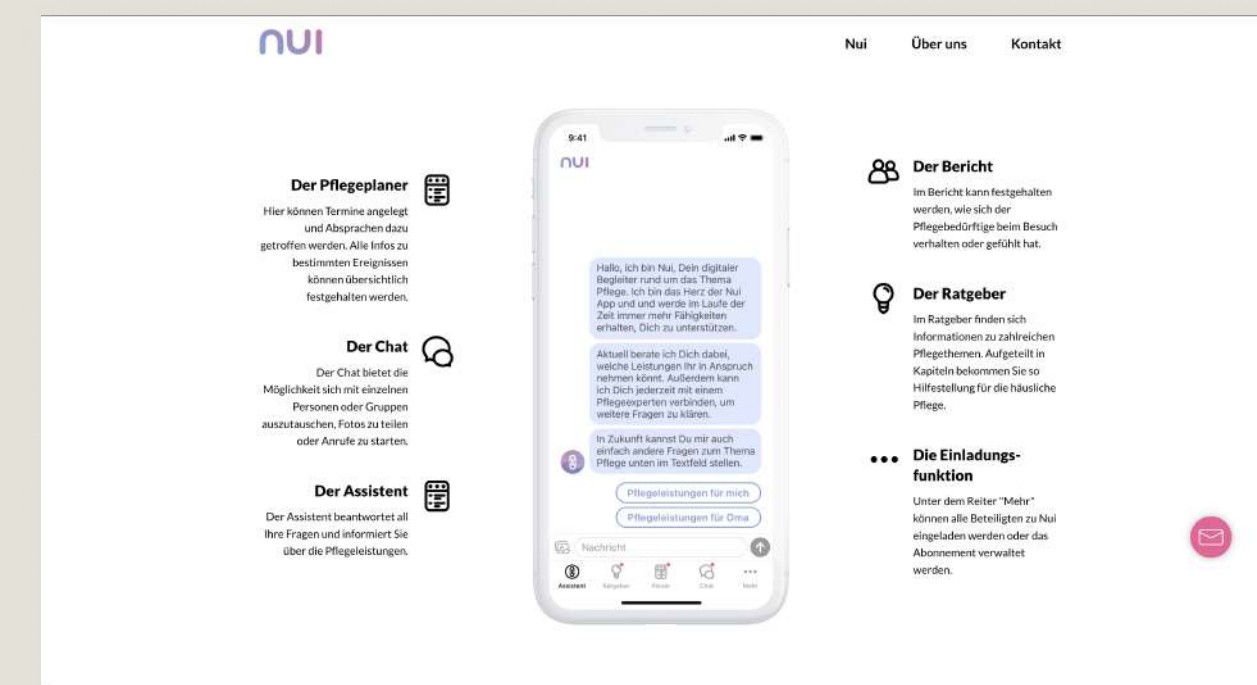 nui
Nui Über uns Kontakt
Der Pflegeplaner
Hier können Termine angelegt
und Absprachen dazu
getroffen werden. Alle Infos zu
bestimmten Ereignissen
können übersichtlich
festgehalten werden.
Der Chat
Der Chat bietet die
Möglichkeit sich mit einzelnen
Personen oder Gruppen
auszutauschen, Fotos zu teilen
oder Anrufe zu starten.
Der Assistent
Der Assistent beantwortet all
Ihre Fragen und informiert Sie
über die Pflegeleistungen.
9:41
nui
Hallo, ich bin Nui, Dein digitaler
Begleiter rund um das Thema
Pflege. Ich bin das Herz der Nui
App und und werde im Laufe der
Zeit immer mehr Fähigkeiten
erhalten, Dich zu unterstützen.
Aktuell berate ich Dich dabei,
welche Leistungen Ihr in Anspruch
nehmen könnt. Außerdem kann
ich Dich jederzeit mit einem
Pflegeexperten verbinden, um
weitere Fragen zu klären.
In Zukunft kannst Du mir auch
einfach andere Fragen zum Thema
Pflege unten im Textfeld stellen.
Pflegeleistungen für mich
Pflegeleistungen für Oma
Nachricht
Assistent Ratgeber Planer Chat Mehr
Der Bericht
Im Bericht kann festgehalten
werden, wie sich der
Pflegebedürftige beim Besuch
verhalten oder gefühlt hat.
Der Ratgeber
Im Ratgeber finden sich
Informationen zu zahlreichen
Pflegethemen. Aufgeteilt in
Kapiteln bekommen Sie so
Hilfestellung für die häusliche
Pflege.
Die Einladungs-
funktion
Unter dem Reiter "Mehr"
können alle Beteiligten zu Nui
eingeladen werden oder das
Abonnement verwaltet
werden.